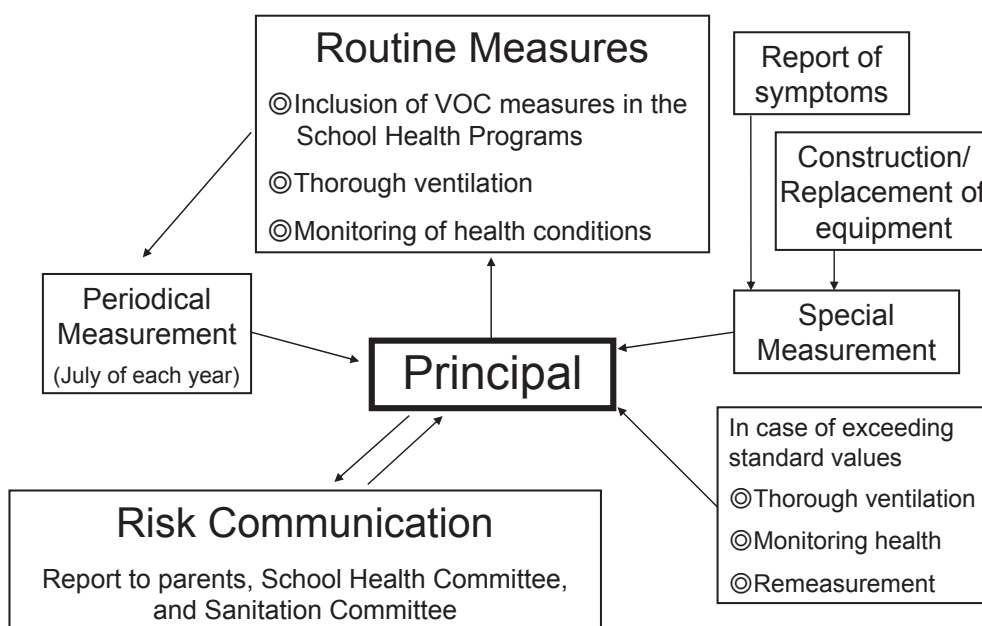 Routine Measures
◎Inclusion of VOC measures in the
School Health Programs
◎Thorough ventilation
◎Monitoring of health conditions
Report of
symptoms
Construction/
Replacement of
equipment
Periodical
Measurement
(July of each year)
Principal
Special
Measurement
In case of exceeding
standard values
◎Thorough ventilation
◎Monitoring health
◎Remeasurement
Risk Communication
Report to parents, School Health Committee,
and Sanitation Committee